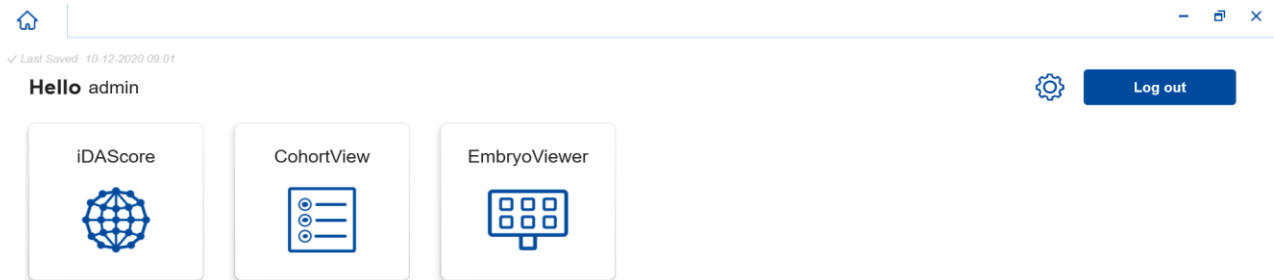 Last Saved 10-12-2020 09:01
Hello admin
Log out
iDAScore
CohortView
EmbryoViewer